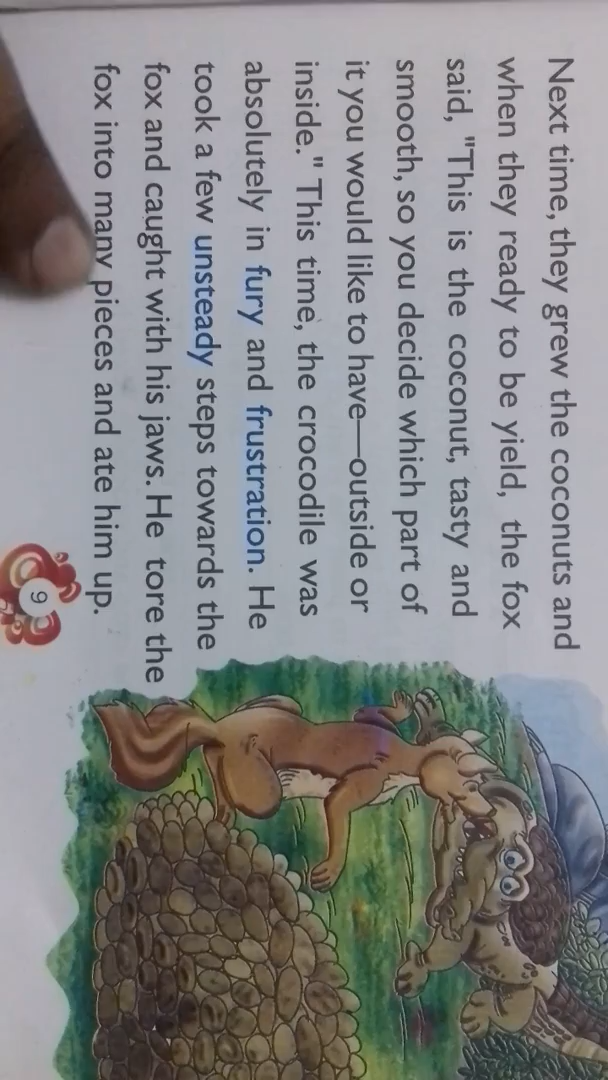 Next time, they grew the coconuts and
when they ready to be yield, the fox
said, "This is the coconut, tasty and
smooth, so you decide which part of
it you would like to have—outside or
inside." This time, the crocodile was
absolutely in fury and frustration. He
took a few unsteady steps towards the
fox and caught with his jaws. He tore the
fox into many pieces and ate him up.
9